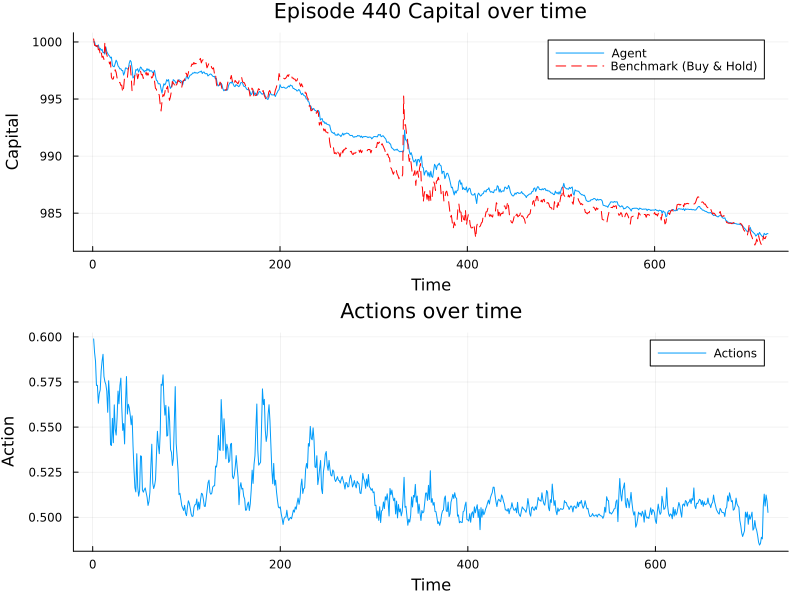 Episode 440 Capital over time
1000
995
990
985
Capital
Agent
Benchmark (Buy & Hold)
0
200
400
600
Time
Actions over time
0.600
0.575
0.550
0.525
0.500
Action
Actions
0
200
400
600
Time